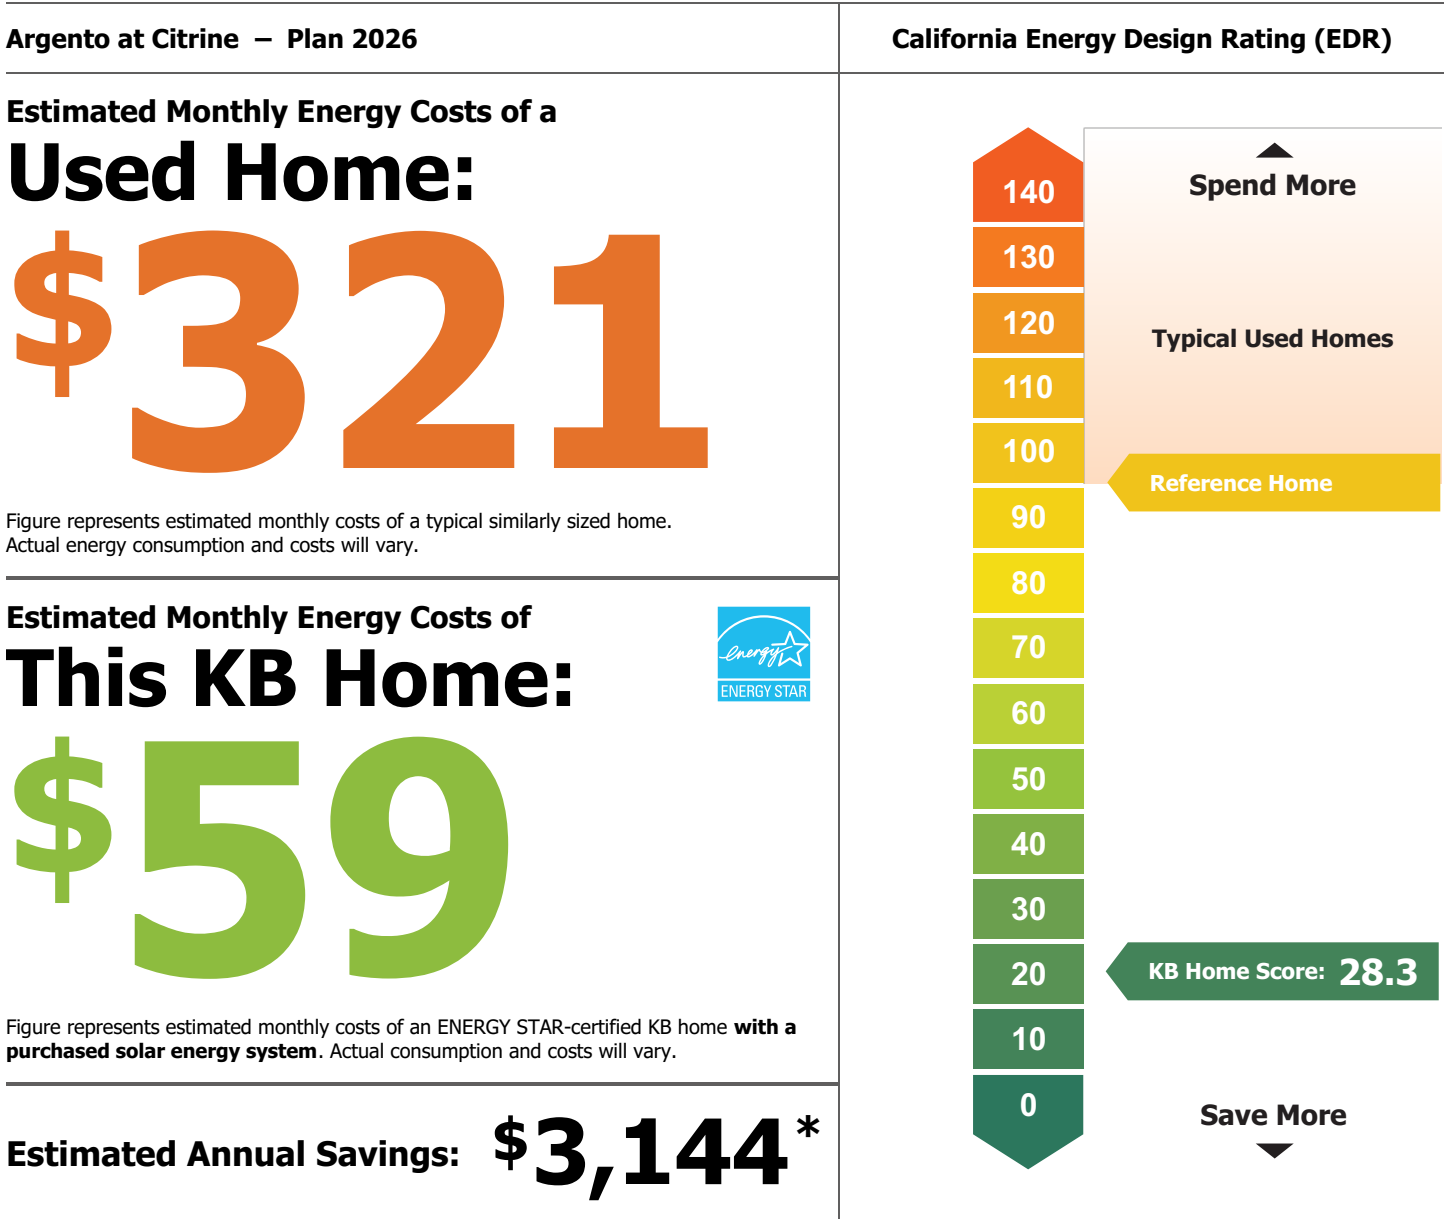 Argento at Citrine – Plan 2026
Estimated Monthly Energy Costs of a
Used Home:
$321
Figure represents estimated monthly costs of a typical similarly sized home.
Actual energy consumption and costs will vary.
Estimated Monthly Energy Costs of
This KB Home:
energy
ENERGY STAR
$59
Figure represents estimated monthly costs of an ENERGY STAR-certified KB home with a
purchased solar energy system. Actual consumption and costs will vary.
Estimated Annual Savings: $3,144*
California Energy Design Rating (EDR)
140
Spend More
130
120
Typical Used Homes
110
100
Reference Home
90
80
70
60
50
40
30
20
KB Home Score: 28.3
10
0
Save More